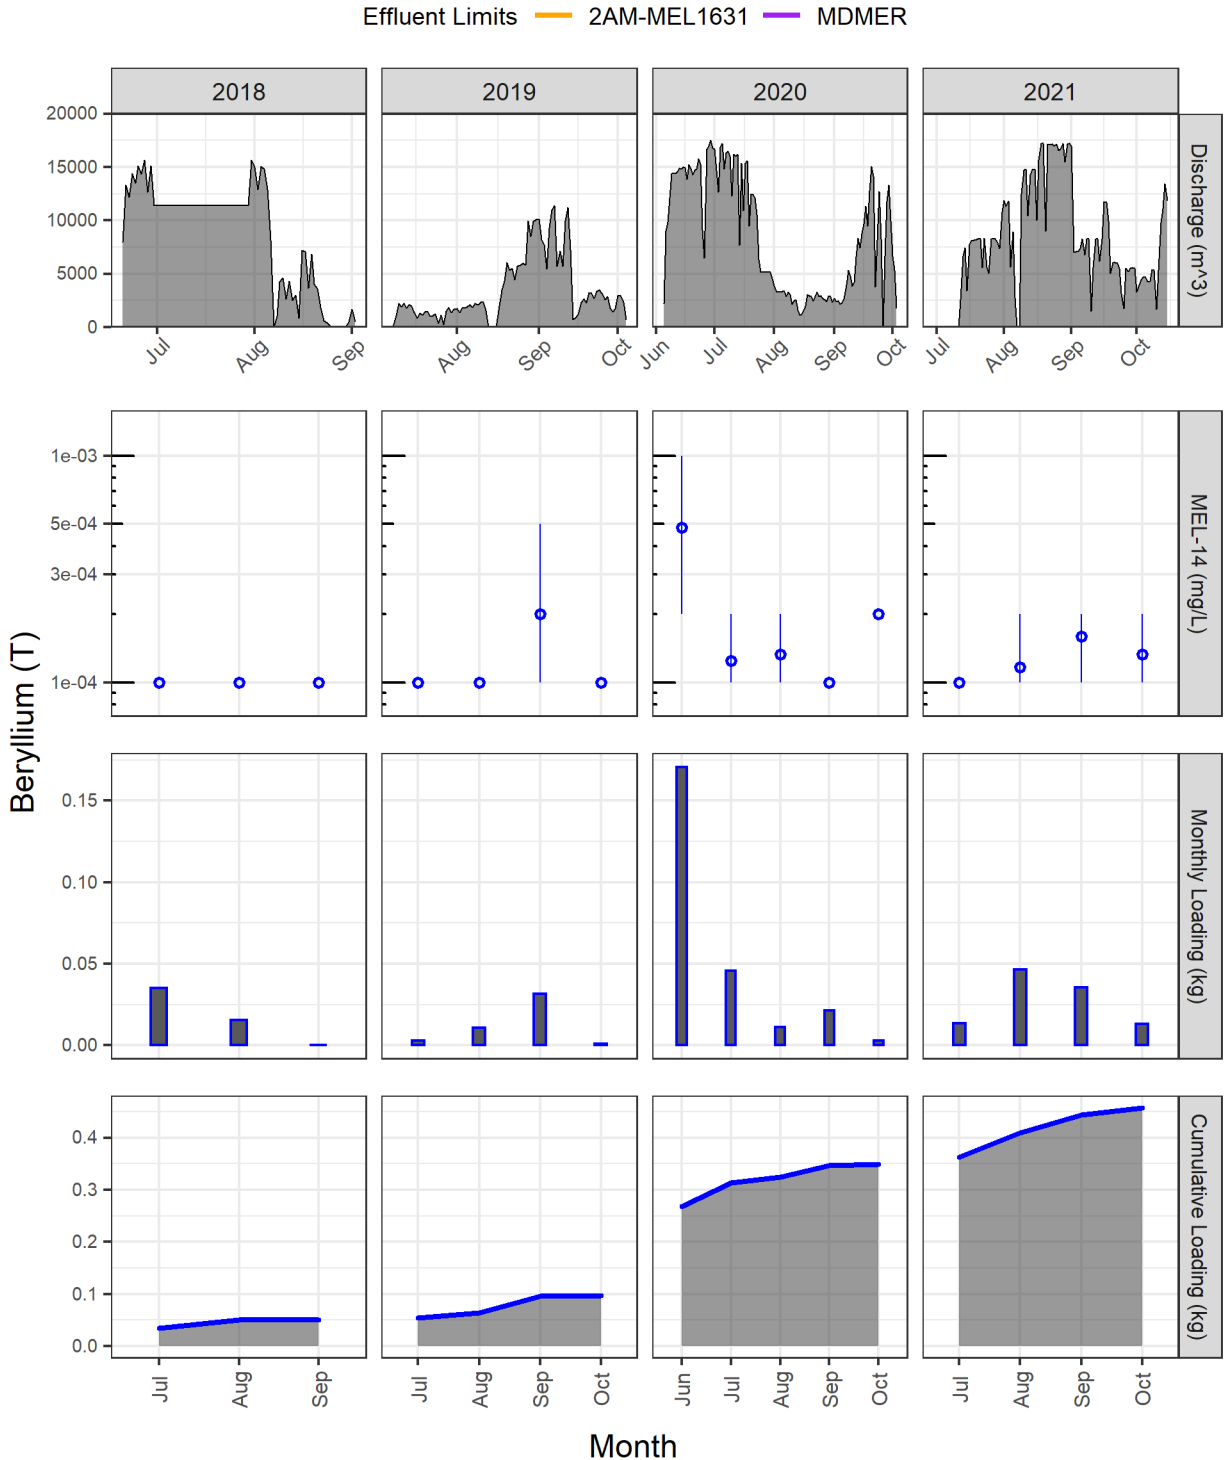 Effluent Limits 2AM-MEL1631 MDMER
2018 2019 2020 2021
20000
15000
10000
5000
0
Discharge (m^3)
Jul Aug Sep Aug Sep Oct Jun Jul Aug Sep Oct Jul Aug Sep Oct
1e-03
5e-04
3e-04
1e-04
MEL-14 (mg/L)
Beryllium (T)
0.15
0.10
0.05
0.00
Monthly Loading (kg)
0.4
0.3
0.2
0.1
0.0
Cumulative Loading (kg)
Jul Aug Sep Jul Aug Sep Oct Jun Jul Aug Sep Oct Jul Aug Sep Oct
Month